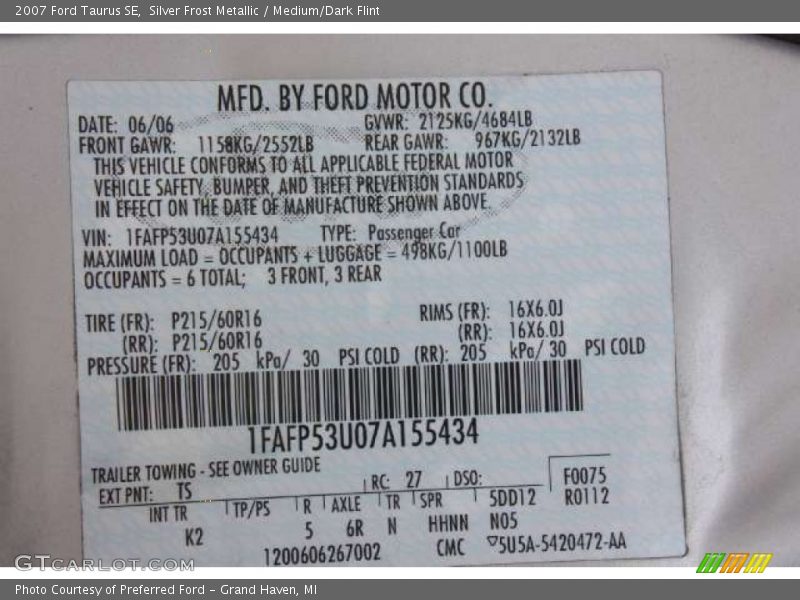 2007 Ford Taurus SE,  Silver Frost Metallic / Medium/Dark Flint
MFD. BY FORD MOTOR CO.
DATE: 06/06 GVWR: 2125KG/4684LB
FRONT GAWR: 1158KG/2552LB REAR GAWR: 967KG/2132LB
THIS VEHICLE CONFORMS TO ALL APPLICABLE FEDERAL MOTOR
VEHICLE SAFETY, BUMPER, AND THEFT PREVENTION STANDARDS
IN EFFECT ON THE DATE OF MANUFACTURE SHOWN ABOVE.
VIN: 1FAFP53U07A155434 TYPE: Passenger Car
MAXIMUM LOAD = OCCUPANTS + LUGGAGE = 498KG/1100LB
OCCUPANTS = 6 TOTAL; 3 FRONT, 3 REAR
TIRE (FR): P215/60R16 RIMS (FR): 16X6.0J
(RR): P215/60R16 (RR): 16X6.0J
PRESSURE (FR): 205 kPa/ 30 PSI COLD (RR): 205 kPa/ 30 PSI COLD
1FAFP53U07A155434
TRAILER TOWING - SEE OWNER GUIDE
EXT PNT: TS RC: 27 DSO: F0075
INT TR TP/PS R AXLE TR SPR 5DD12 R0112
K2 5 6R N HHNN N05
1200606267002 CMC 5U5A-5420472-AA
GTCarLot.com
Photo Courtesy of Preferred Ford – Grand Haven, MI